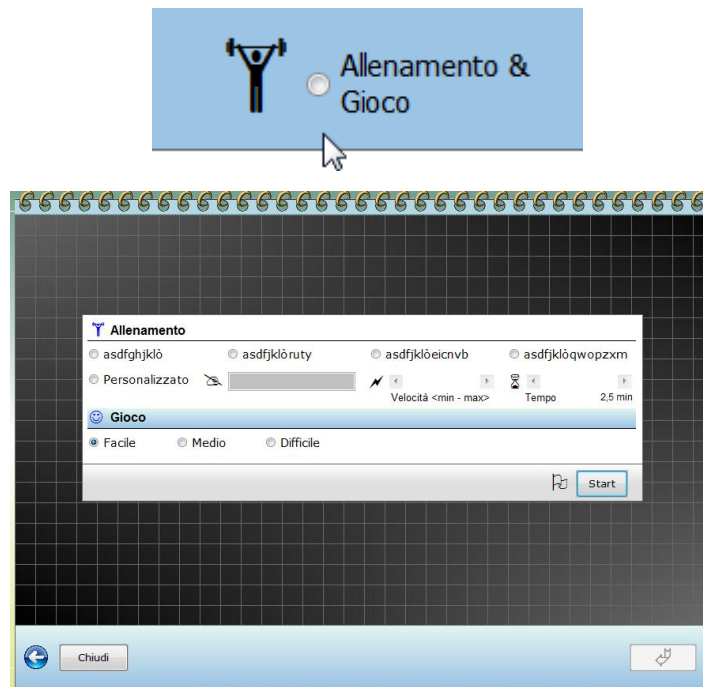 Allenamento &
Gioco
Allenamento
asdfghjklò asdfjklòruty asdfjklòeicnvb asdfjklòqwopzxm
Personalizzato
Velocità <min - max> Tempo 2,5 min
Gioco
Facile Medio Difficile
Start
Chiudi